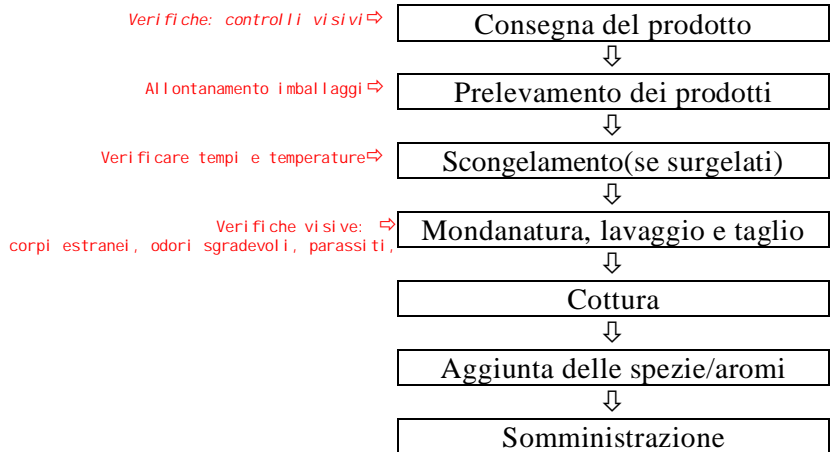 Verifiche: controlli visivi⇨ Consegna del prodotto
⇩
Allontanamento imballaggi⇨ Prelevamento dei prodotti
⇩
Verificare tempi e temperature⇨ Scongelamento(se surgelati)
⇩
Verifiche visive: ⇨
corpi estranei, odori sgradevoli, parassiti,
Mondanatura, lavaggio e taglio
⇩
Cottura
⇩
Aggiunta delle spezie/aromi
⇩
Somministrazione